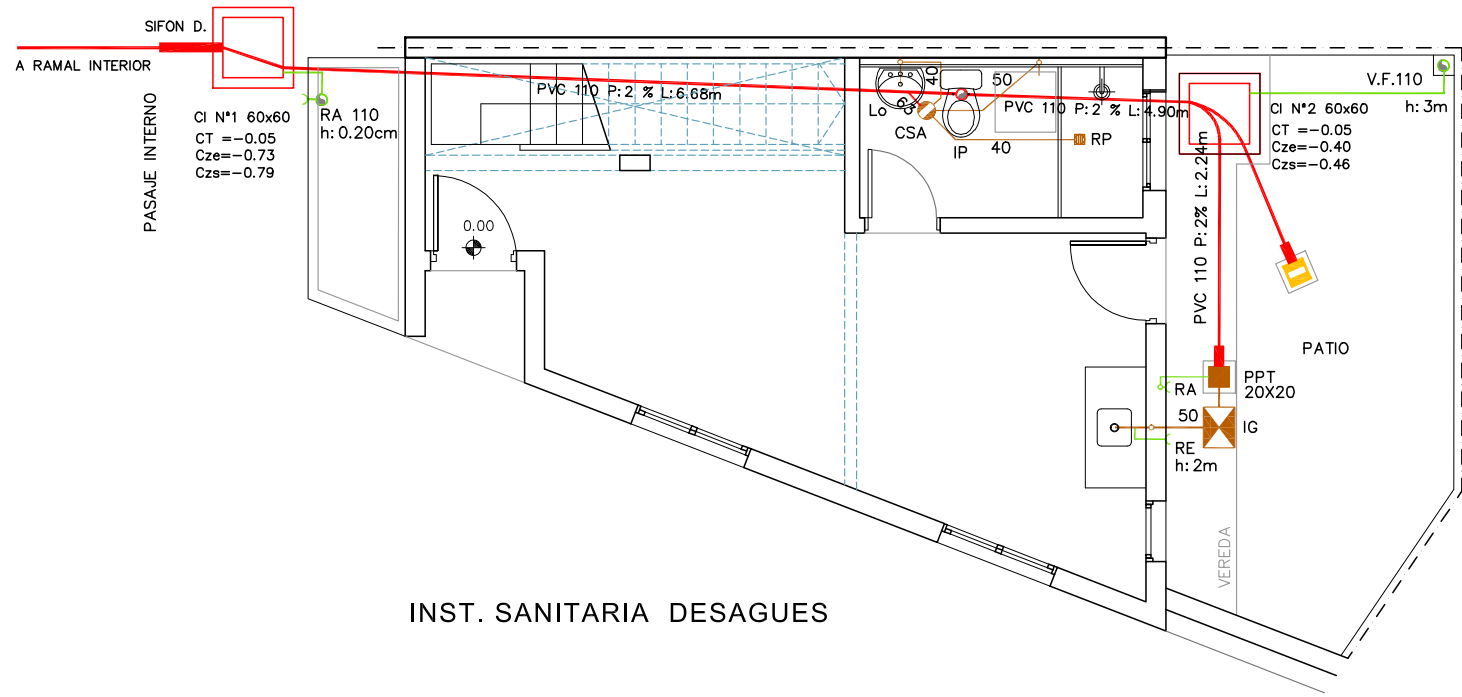 SIFON D.
A RAMAL INTERIOR
PASAJE INTERNO
CI N°1 60x60
CT =-0.05
Cze=-0.73
Czs=-0.79
RA 110
h: 0.20cm
PVC 110 P: 2 % L: 6.68m
0.00
Lo
63
40
CSA
IP
50
40
PVC 110 P: 2 % L: 4.90m
RP
V.F.110
h: 3m
CI N°2 60x60
CT =-0.05
Cze=-0.40
Czs=-0.46
PVC 110 P: 2% L: 2.24m
PATIO
RA
PPT
20X20
50
IG
RE
h: 2m
VEREDA
INST. SANITARIA DESAGUES